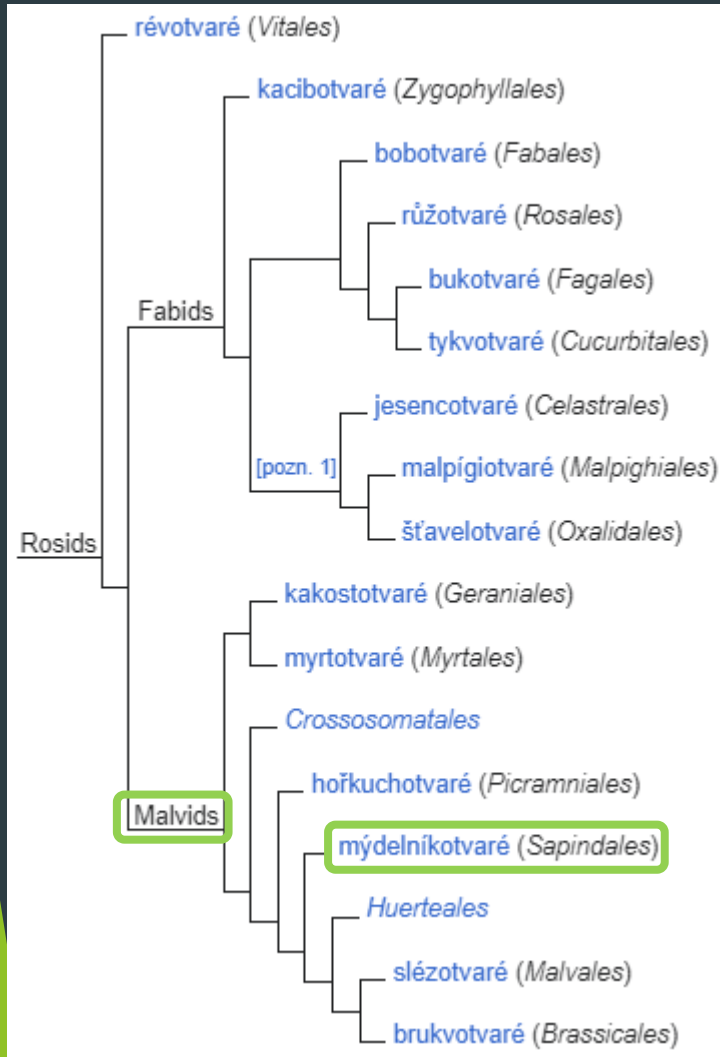 révotvaré (Vitales)
kacibotvaré (Zygophyllales)
bobotvaré (Fabales)
růžotvaré (Rosales)
bukotvaré (Fagales)
Fabids
tykvotvaré (Cucurbitales)
jesencotvaré (Celastrales)
[pozn. 1]
malpígiotvaré (Malpighiales)
šťavelotvaré (Oxalidales)
Rosids
kakostotvaré (Geraniales)
myrtotvaré (Myrtales)
Crossosomatales
hořkuchotvaré (Picramniales)
Malvids
mýdelníkotvaré (Sapindales)
Huerteales
slézotvaré (Malvales)
brukvotvaré (Brassicales)